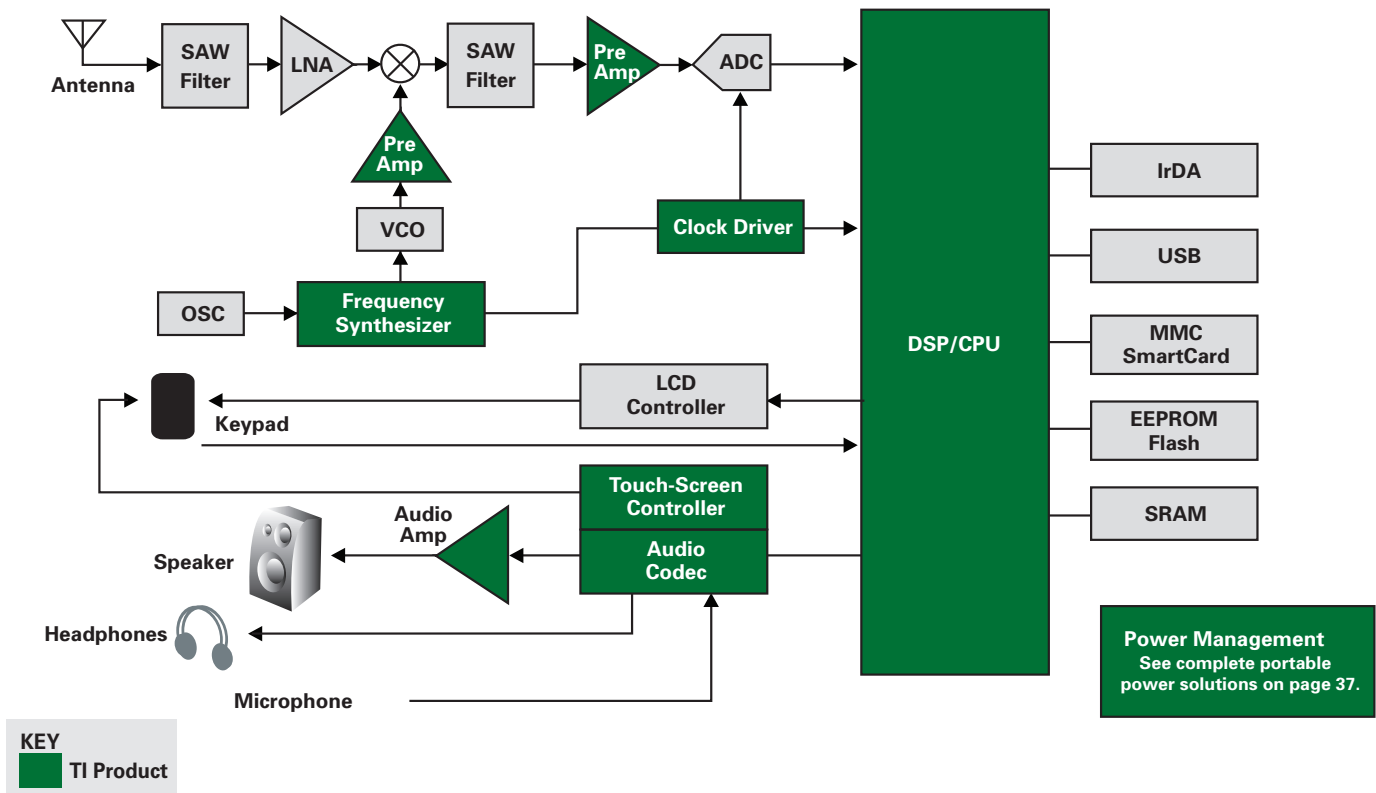 Antenna
SAW
Filter
LNA
SAW
Filter
Pre
Amp
ADC
Pre
Amp
VCO
Clock Driver
OSC
Frequency
Synthesizer
DSP/CPU
IrDA
USB
MMC
SmartCard
EEPROM
Flash
SRAM
LCD
Controller
Keypad
Touch-Screen
Controller
Audio
Amp
Audio
Codec
Speaker
Headphones
Microphone
Power Management
See complete portable
power solutions on page 37.
KEY
TI Product